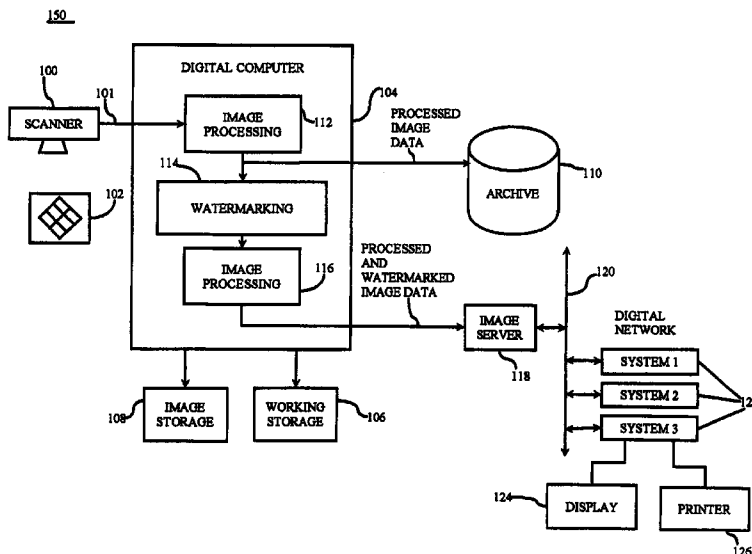 150
100
101
SCANNER
102
DIGITAL COMPUTER
104
IMAGE
PROCESSING
112
114
WATERMARKING
IMAGE
PROCESSING
116
PROCESSED
IMAGE
DATA
ARCHIVE
110
PROCESSED
AND
WATERMARKED
IMAGE DATA
IMAGE
SERVER
118
120
DIGITAL
NETWORK
SYSTEM 1
SYSTEM 2
SYSTEM 3
108
IMAGE
STORAGE
WORKING
STORAGE
106
124
DISPLAY
PRINTER
126